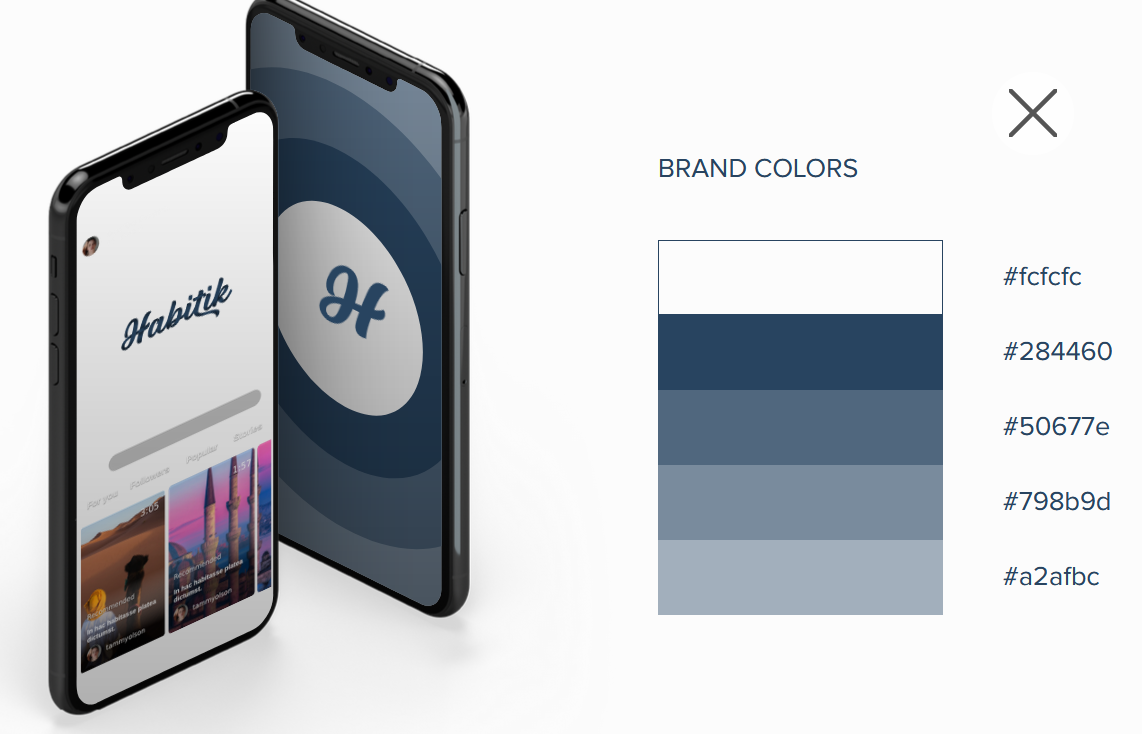 H
Habitik
For you Followers Popular Stories
3:05
Recommended
In hac habitasse platea
dictumst.
tammyolson
1:57
Recommended
In hac habitasse platea
dictumst.
tammyolson
BRAND COLORS
#fcfcfc
#284460
#50677e
#798b9d
#a2afbc